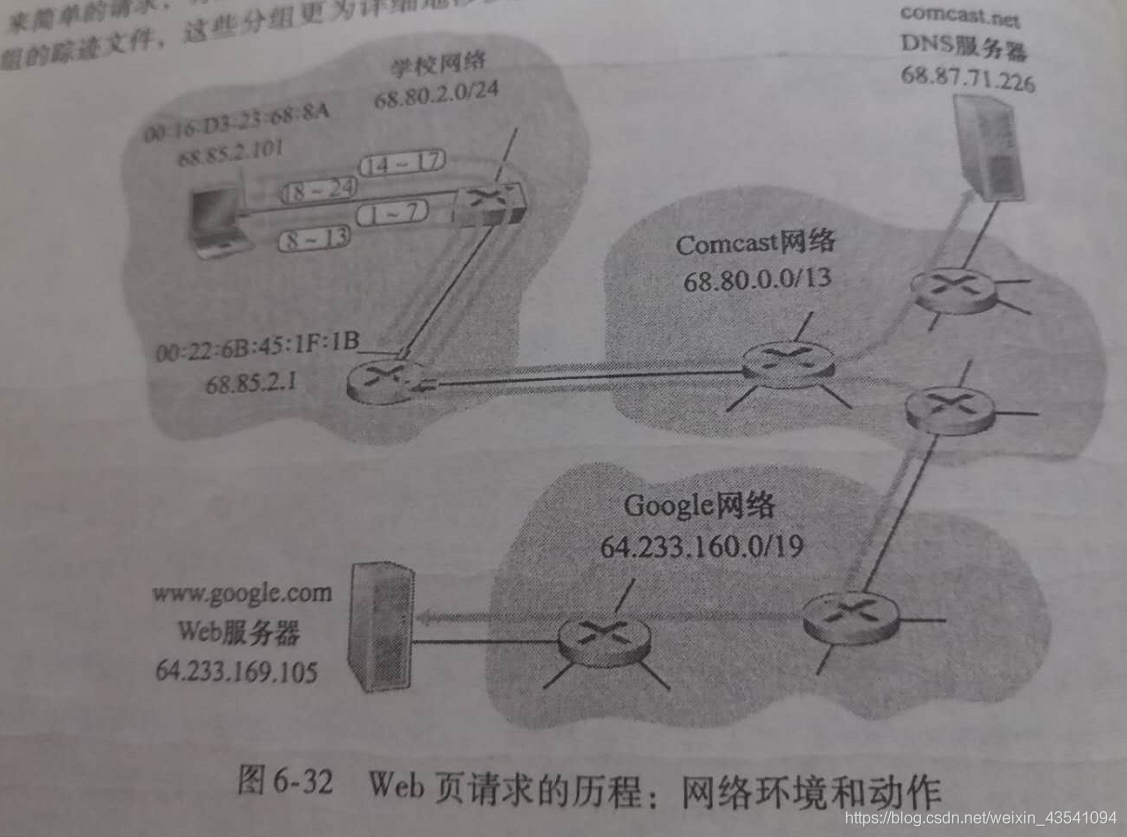 来简单的请求，
组的踪迹文件，这些分组更为详细地
comcast.net
DNS服务器
68.87.71.226
学校网络
68.80.2.0/24
00:16-D3-23-68-8A
68.85.2.101
14~17
18~24
1~7
8~13
Comcast网络
68.80.0.0/13
00:22:6B:45:1F:1B
68.85.2.1
Google网络
64.233.160.0/19
www.google.com
Web服务器
64.233.169.105
图6-32 Web 页请求的历程：网络环境和动作
https://blog.csdn.net/weixin_43541094